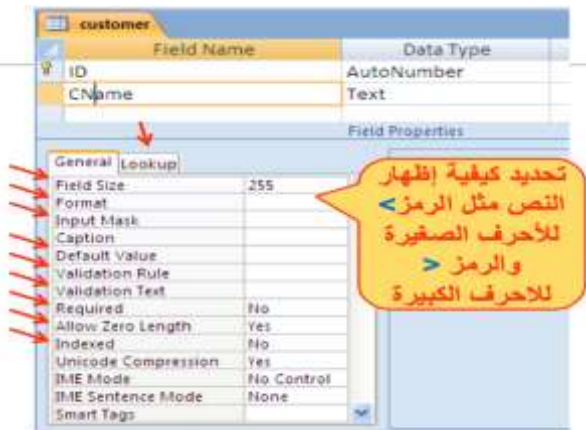 customer
Field Name Data Type
ID AutoNumber
CName Text
Field Properties
General Lookup
Field Size 255
Format
Input Mask
Caption
Default Value
Validation Rule
Validation Text
Required No
Allow Zero Length Yes
Indexed No
Unicode Compression Yes
IME Mode No Control
IME Sentence Mode None
Smart Tags
تحديد كيفية إظهار
النص مثل الرمز >
للأحرف الصغيرة
والرمز <
للاحرف الكبيرة